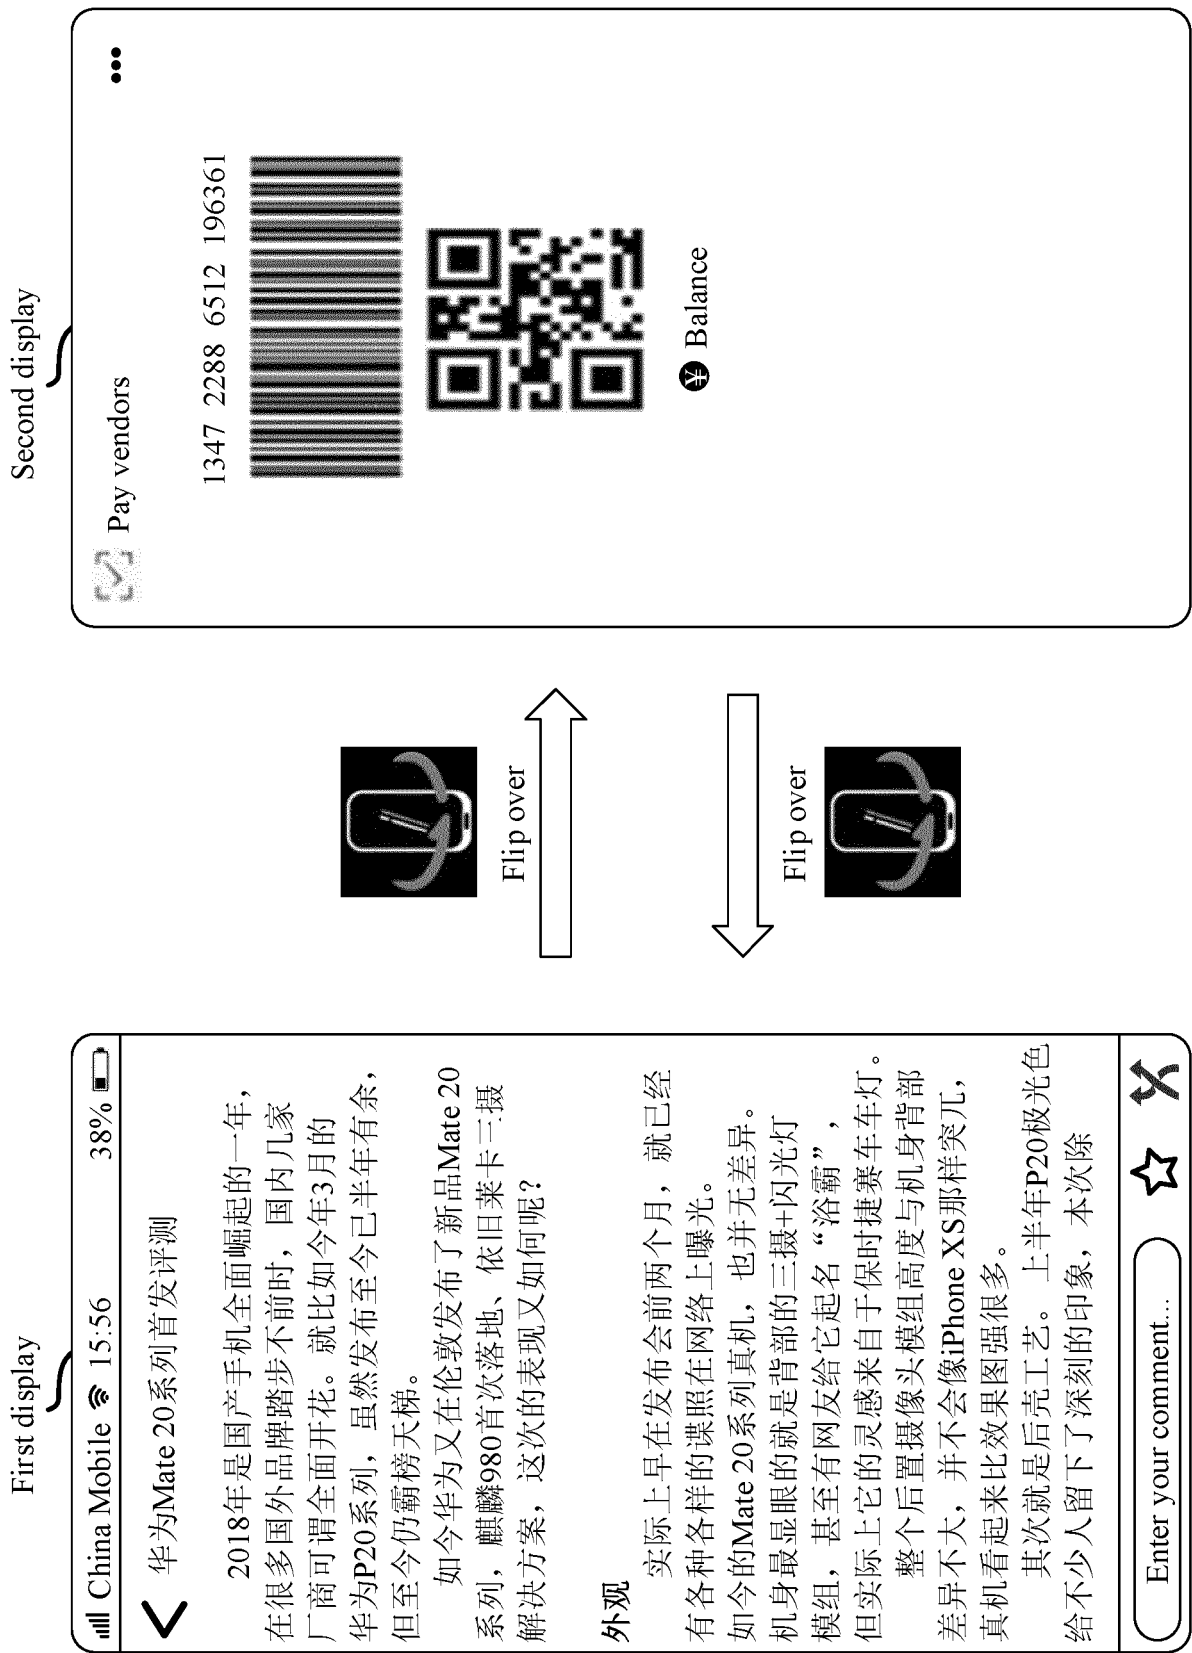 First display
China Mobile 15:56 38%
华为Mate 20系列首发评测
2018年是国产手机全面崛起的一年，
在很多国外品牌踏步不前时，国内几家
厂商可谓全面开花。就比如今年3月的
华为P20系列，虽然发布至今已半年有余，
但至今仍霸榜天梯。
如今华为又在伦敦发布了新品Mate 20
系列，麒麟980首次落地、依旧莱卡三摄
解决方案，这次的表现又如何呢？
外观
实际上早在发布会前两个月，就已经
有各种各样的谍照在网络上曝光。
如今的Mate 20系列真机，也并无差异。
机身最显眼的就是背部的三摄+闪光灯
模组，甚至有网友给它起名“浴霸”，
但实际上它的灵感来自于保时捷赛车车灯。
整个后置摄像头模组高度与机身背部
差异不大，并不会像iPhone XS那样突兀，
真机看起来比效果图强很多。
其次就是后壳工艺。上半年P20极光色
给不少人留下了深刻的印象，本次除
Enter your comment...
Flip over
Flip over
Second display
Pay vendors
1347 2288 6512 196361
¥ Balance